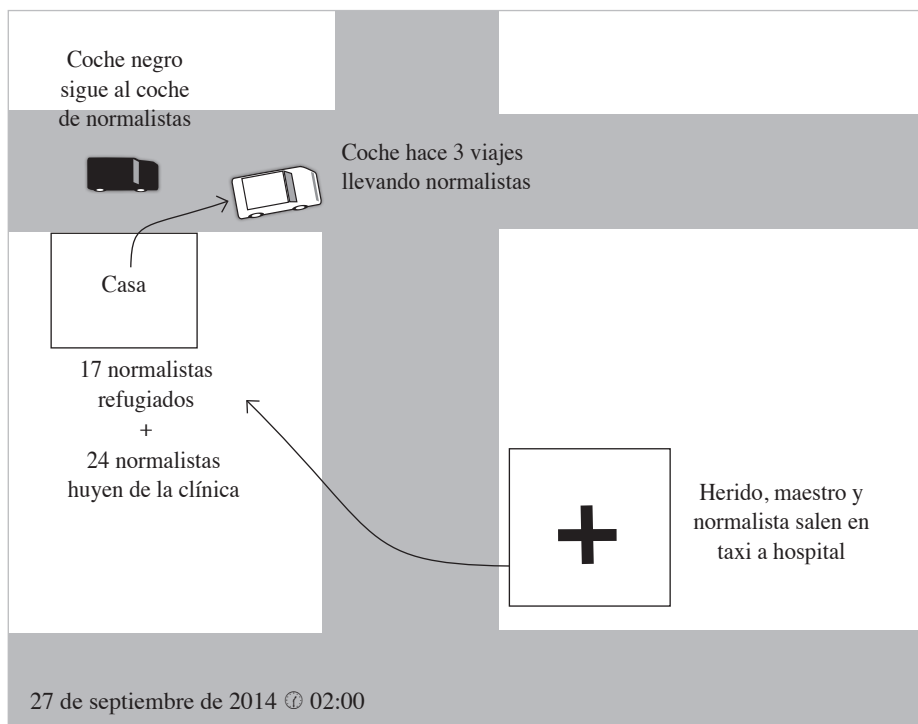 Coche negro
sigue al coche
de normalistas
Coche hace 3 viajes
llevando normalistas
Casa
17 normalistas
refugiados
+
24 normalistas
huyen de la clínica
Herido, maestro y
normalista salen en
taxi a hospital
27 de septiembre de 2014 02:00